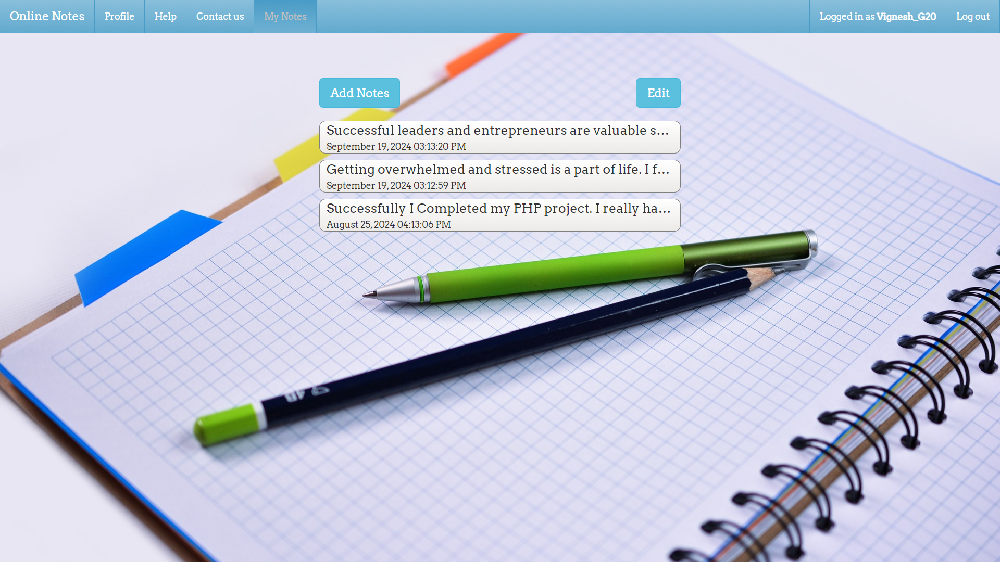 Online Notes Profile Help Contact us My Notes Logged in as Vignesh_G20 Log out
Add Notes Edit
Successful leaders and entrepreneurs are valuable s...
September 19, 2024 03:13:20 PM
Getting overwhelmed and stressed is a part of life. I f...
September 19, 2024 03:12:59 PM
Successfully I Completed my PHP project. I really ha...
August 25, 2024 04:13:06 PM
4B